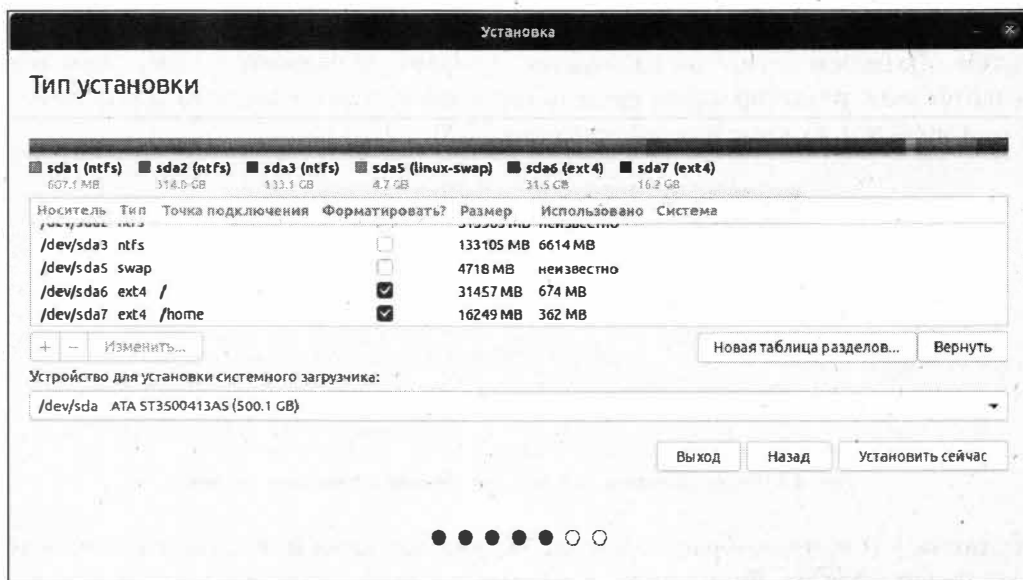 Установка
Тип установки
sda1 (ntfs) sda2 (ntfs) sda3 (ntfs) sda5 (linux-swap) sda6 (ext4) sda7 (ext4)
607.1 MB 314.0 GB 133.1 GB 4.7 GB 31.5 GB 16.2 GB
Носитель Тип Точка подключения Форматировать? Размер Использовано Система
/dev/sda3 ntfs 133105 MB 6614 MB
/dev/sda5 swap 4718 MB неизвестно
/dev/sda6 ext4 / 31457 MB 674 MB
/dev/sda7 ext4 /home 16249 MB 362 MB
+ − Изменить... Новая таблица разделов... Вернуть
Устройство для установки системного загрузчика:
/dev/sda ATA ST3500413AS (500.1 GB)
Выход Назад Установить сейчас